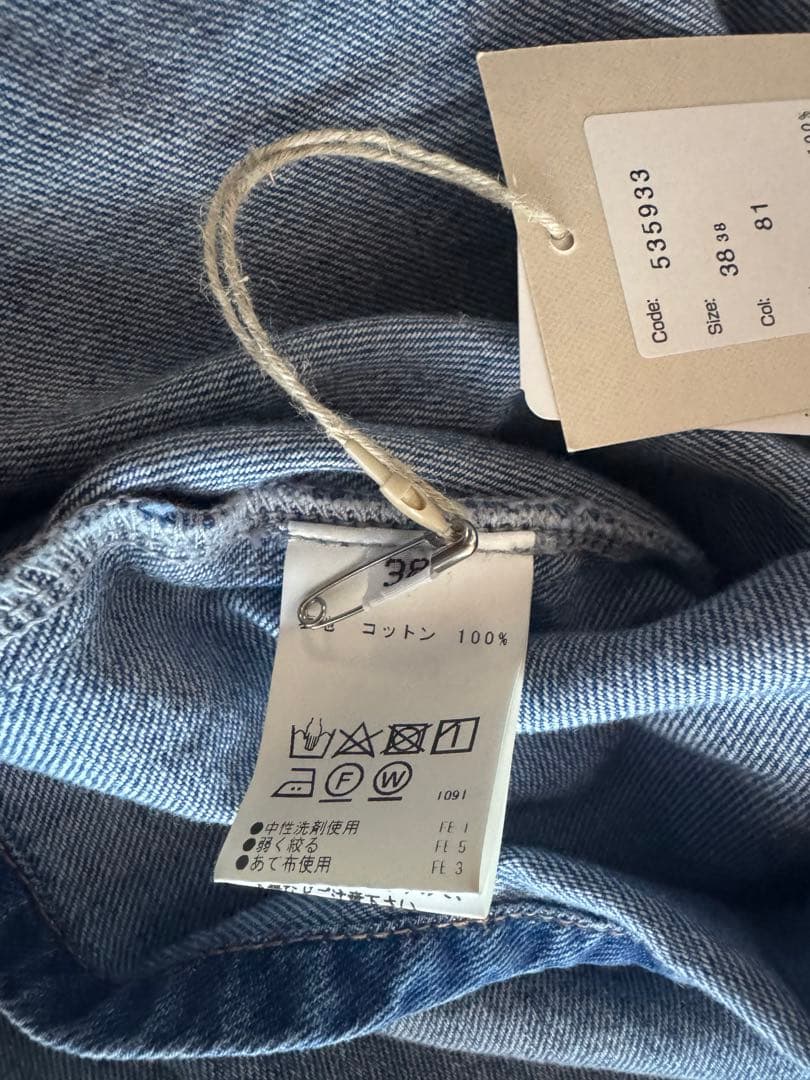 Code: 535933
Size: 38 38
Col: 81
100%
38
コットン 100%
F W
1091
●中性洗剤使用 FE 1
●弱く絞る FE 5
●あて布使用 FE 3